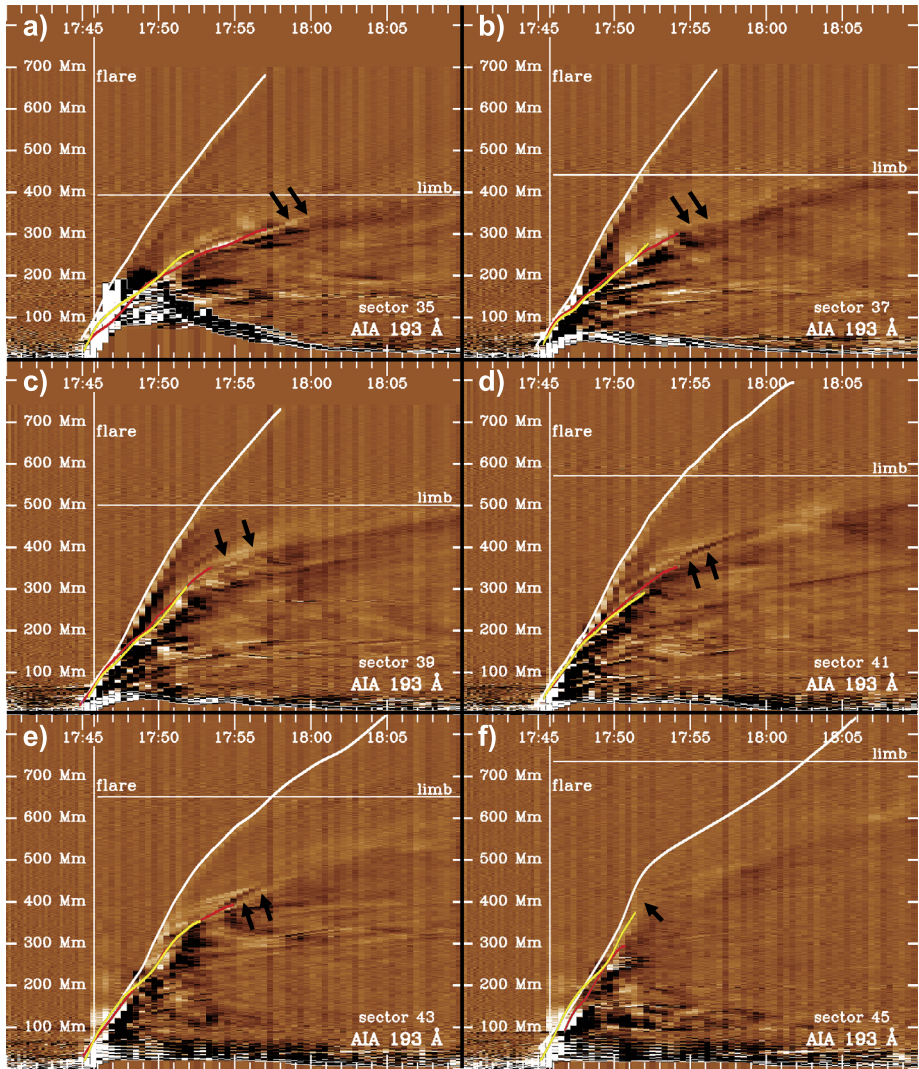 a) 17:45 17:50 17:55 18:00
700 Mm
flare
600 Mm
500 Mm
400 Mm
limb
300 Mm
200 Mm
100 Mm
sector 35
AIA 193 Å
b) 17:45 17:50 17:55 18:00
700 Mm
flare
600 Mm
500 Mm
limb
400 Mm
300 Mm
200 Mm
100 Mm
sector 37
AIA 193 Å
c) 17:45 17:50 17:55 18:00
700 Mm
flare
600 Mm
500 Mm
limb
400 Mm
300 Mm
200 Mm
100 Mm
sector 39
AIA 193 Å
d) 17:45 17:50 17:55 18:00 18:05
700 Mm
flare
600 Mm
limb
500 Mm
400 Mm
300 Mm
200 Mm
100 Mm
sector 41
AIA 193 Å
e) 17:45 17:50 17:55 18:00 18:05
flare
700 Mm
limb
600 Mm
500 Mm
400 Mm
300 Mm
200 Mm
100 Mm
sector 43
AIA 193 Å
f) 17:45 17:50 17:55 18:00 18:05
flare
limb
700 Mm
600 Mm
500 Mm
400 Mm
300 Mm
200 Mm
100 Mm
sector 45
AIA 193 Å